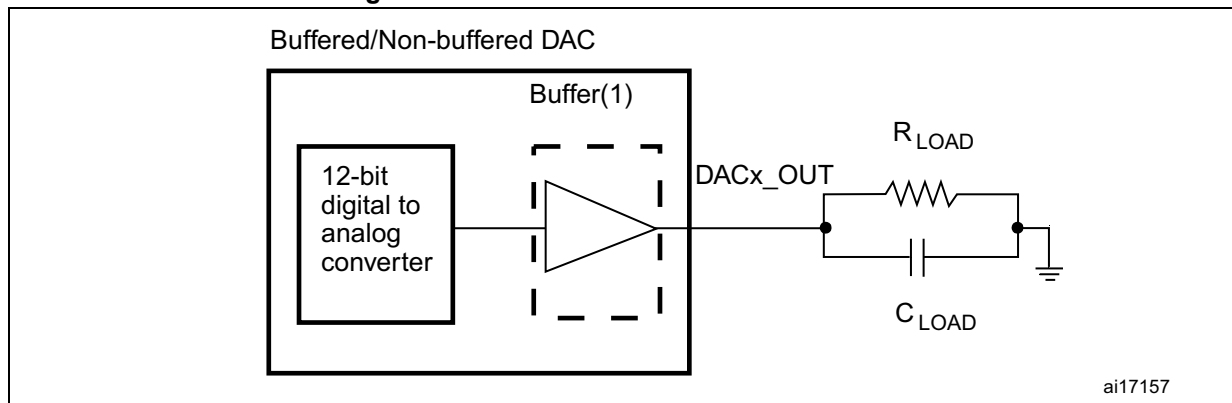 Buffered/Non-buffered DAC
Buffer(1)
12-bit
digital to
analog
converter
DACx_OUT
R LOAD
C LOAD
ai17157